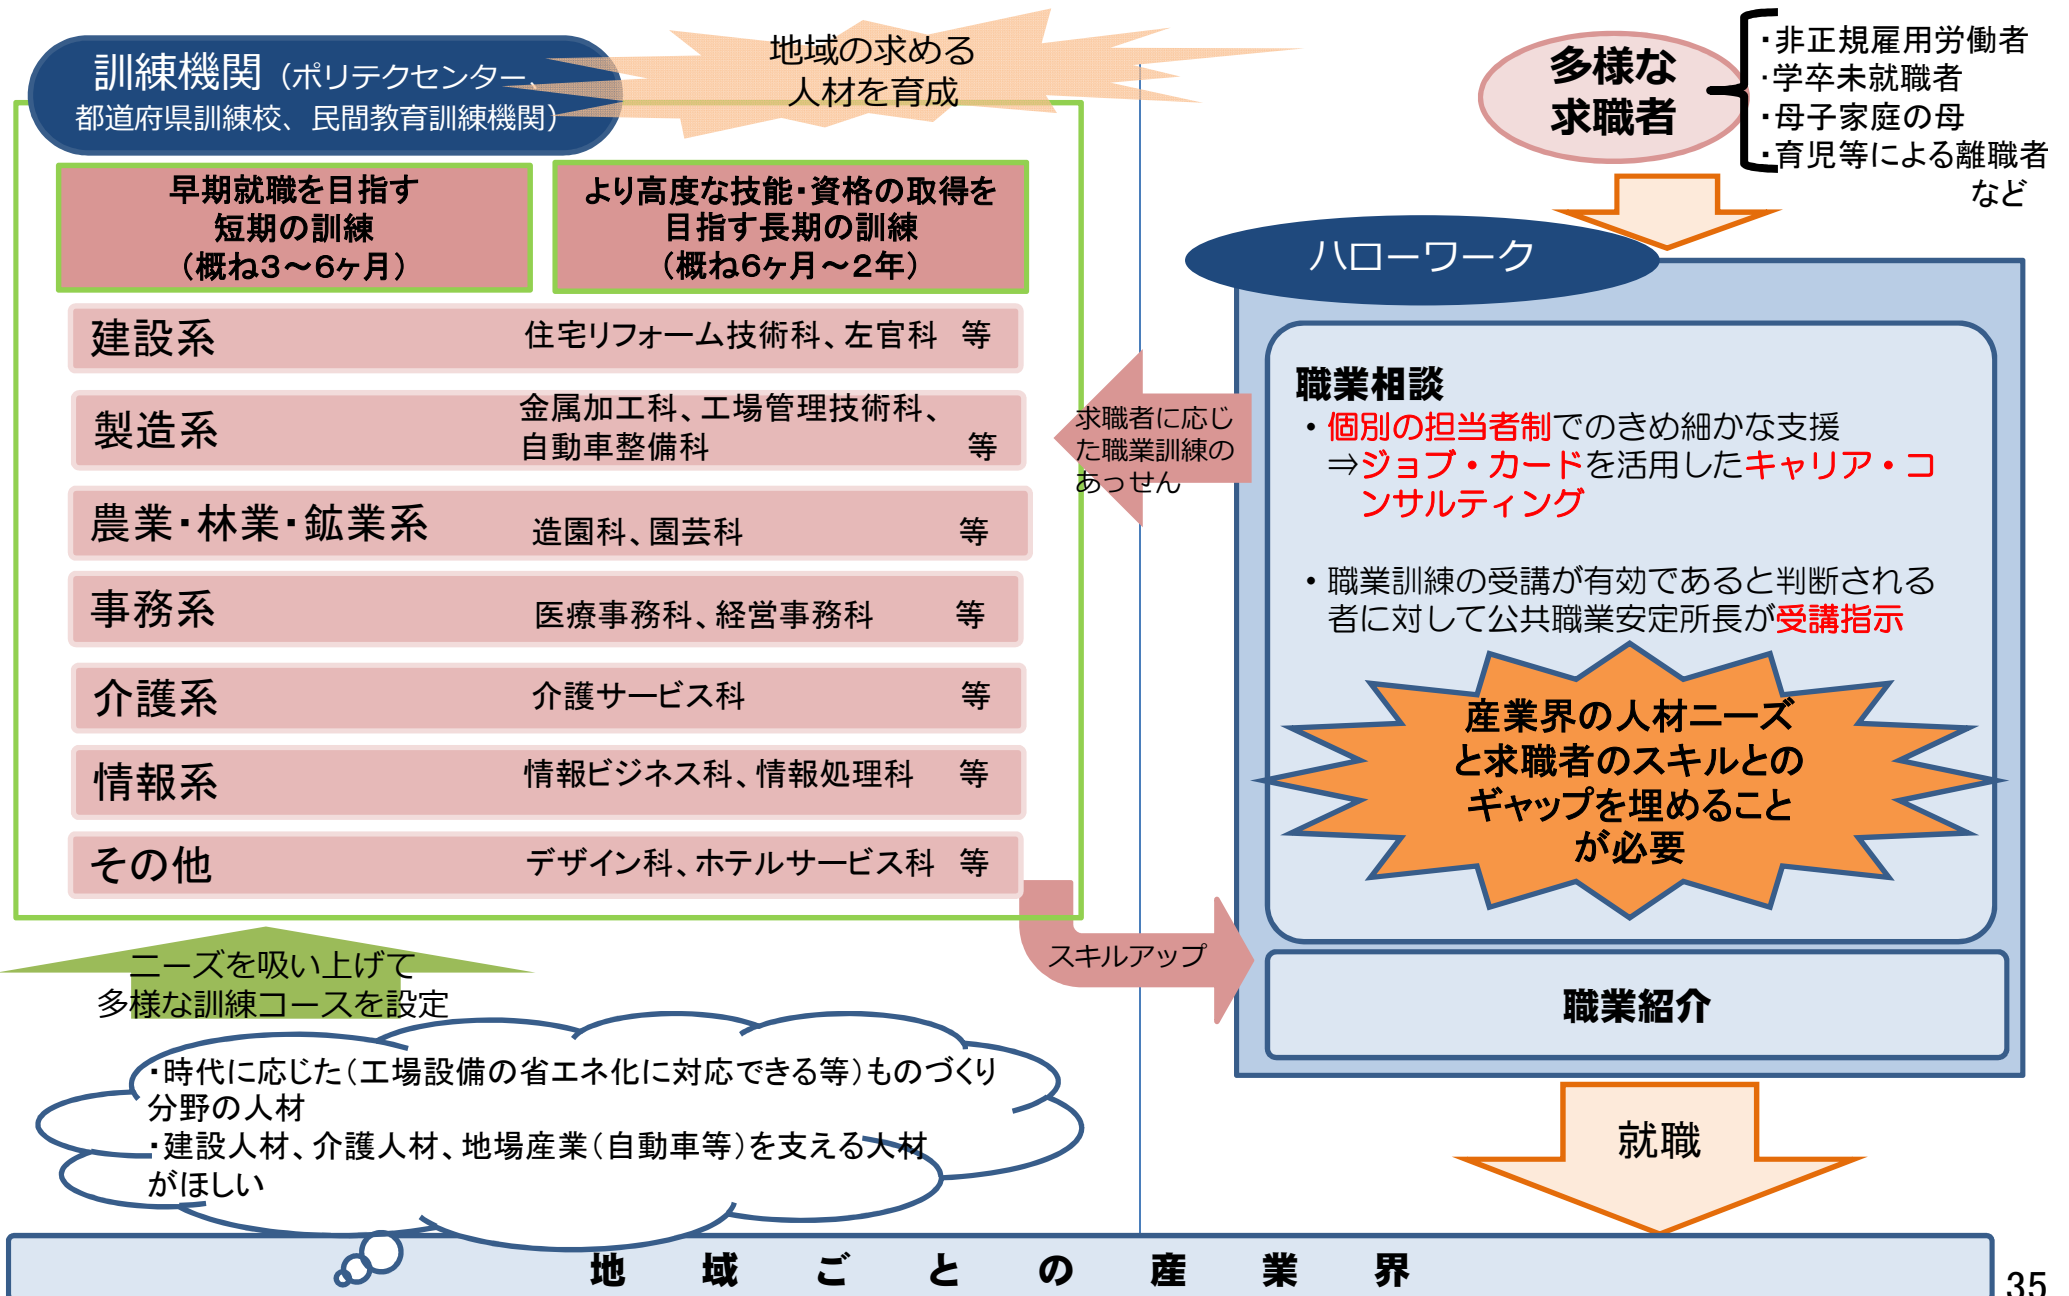 訓練機関（ポリテクセンター、
都道府県訓練校、民間教育訓練機関）
地域の求める
人材を育成
早期就職を目指す
短期の訓練
（概ね３～６ヶ月）
より高度な技能・資格の取得を
目指す長期の訓練
（概ね６ヶ月～２年）
建設系 住宅リフォーム技術科、左官科 等
製造系 金属加工科、工場管理技術科、
自動車整備科 等
農業・林業・鉱業系 造園科、園芸科 等
事務系 医療事務科、経営事務科 等
介護系 介護サービス科 等
情報系 情報ビジネス科、情報処理科 等
その他 デザイン科、ホテルサービス科 等
ニーズを吸い上げて
多様な訓練コースを設定
・時代に応じた（工場設備の省エネ化に対応できる等）ものづくり
分野の人材
・建設人材、介護人材、地場産業（自動車等）を支える人材
がほしい
求職者に応じ
た職業訓練の
あっせん
スキルアップ
多様な
求職者
・非正規雇用労働者
・学卒未就職者
・母子家庭の母
・育児等による離職者
など
ハローワーク
職業相談
・個別の担当者制でのきめ細かな支援
⇒ジョブ・カードを活用したキャリア・コ
ンサルティング
・職業訓練の受講が有効であると判断される
者に対して公共職業安定所長が受講指示
産業界の人材ニーズ
と求職者のスキルとの
ギャップを埋めること
が必要
職業紹介
就職
地域ごとの産業界
35